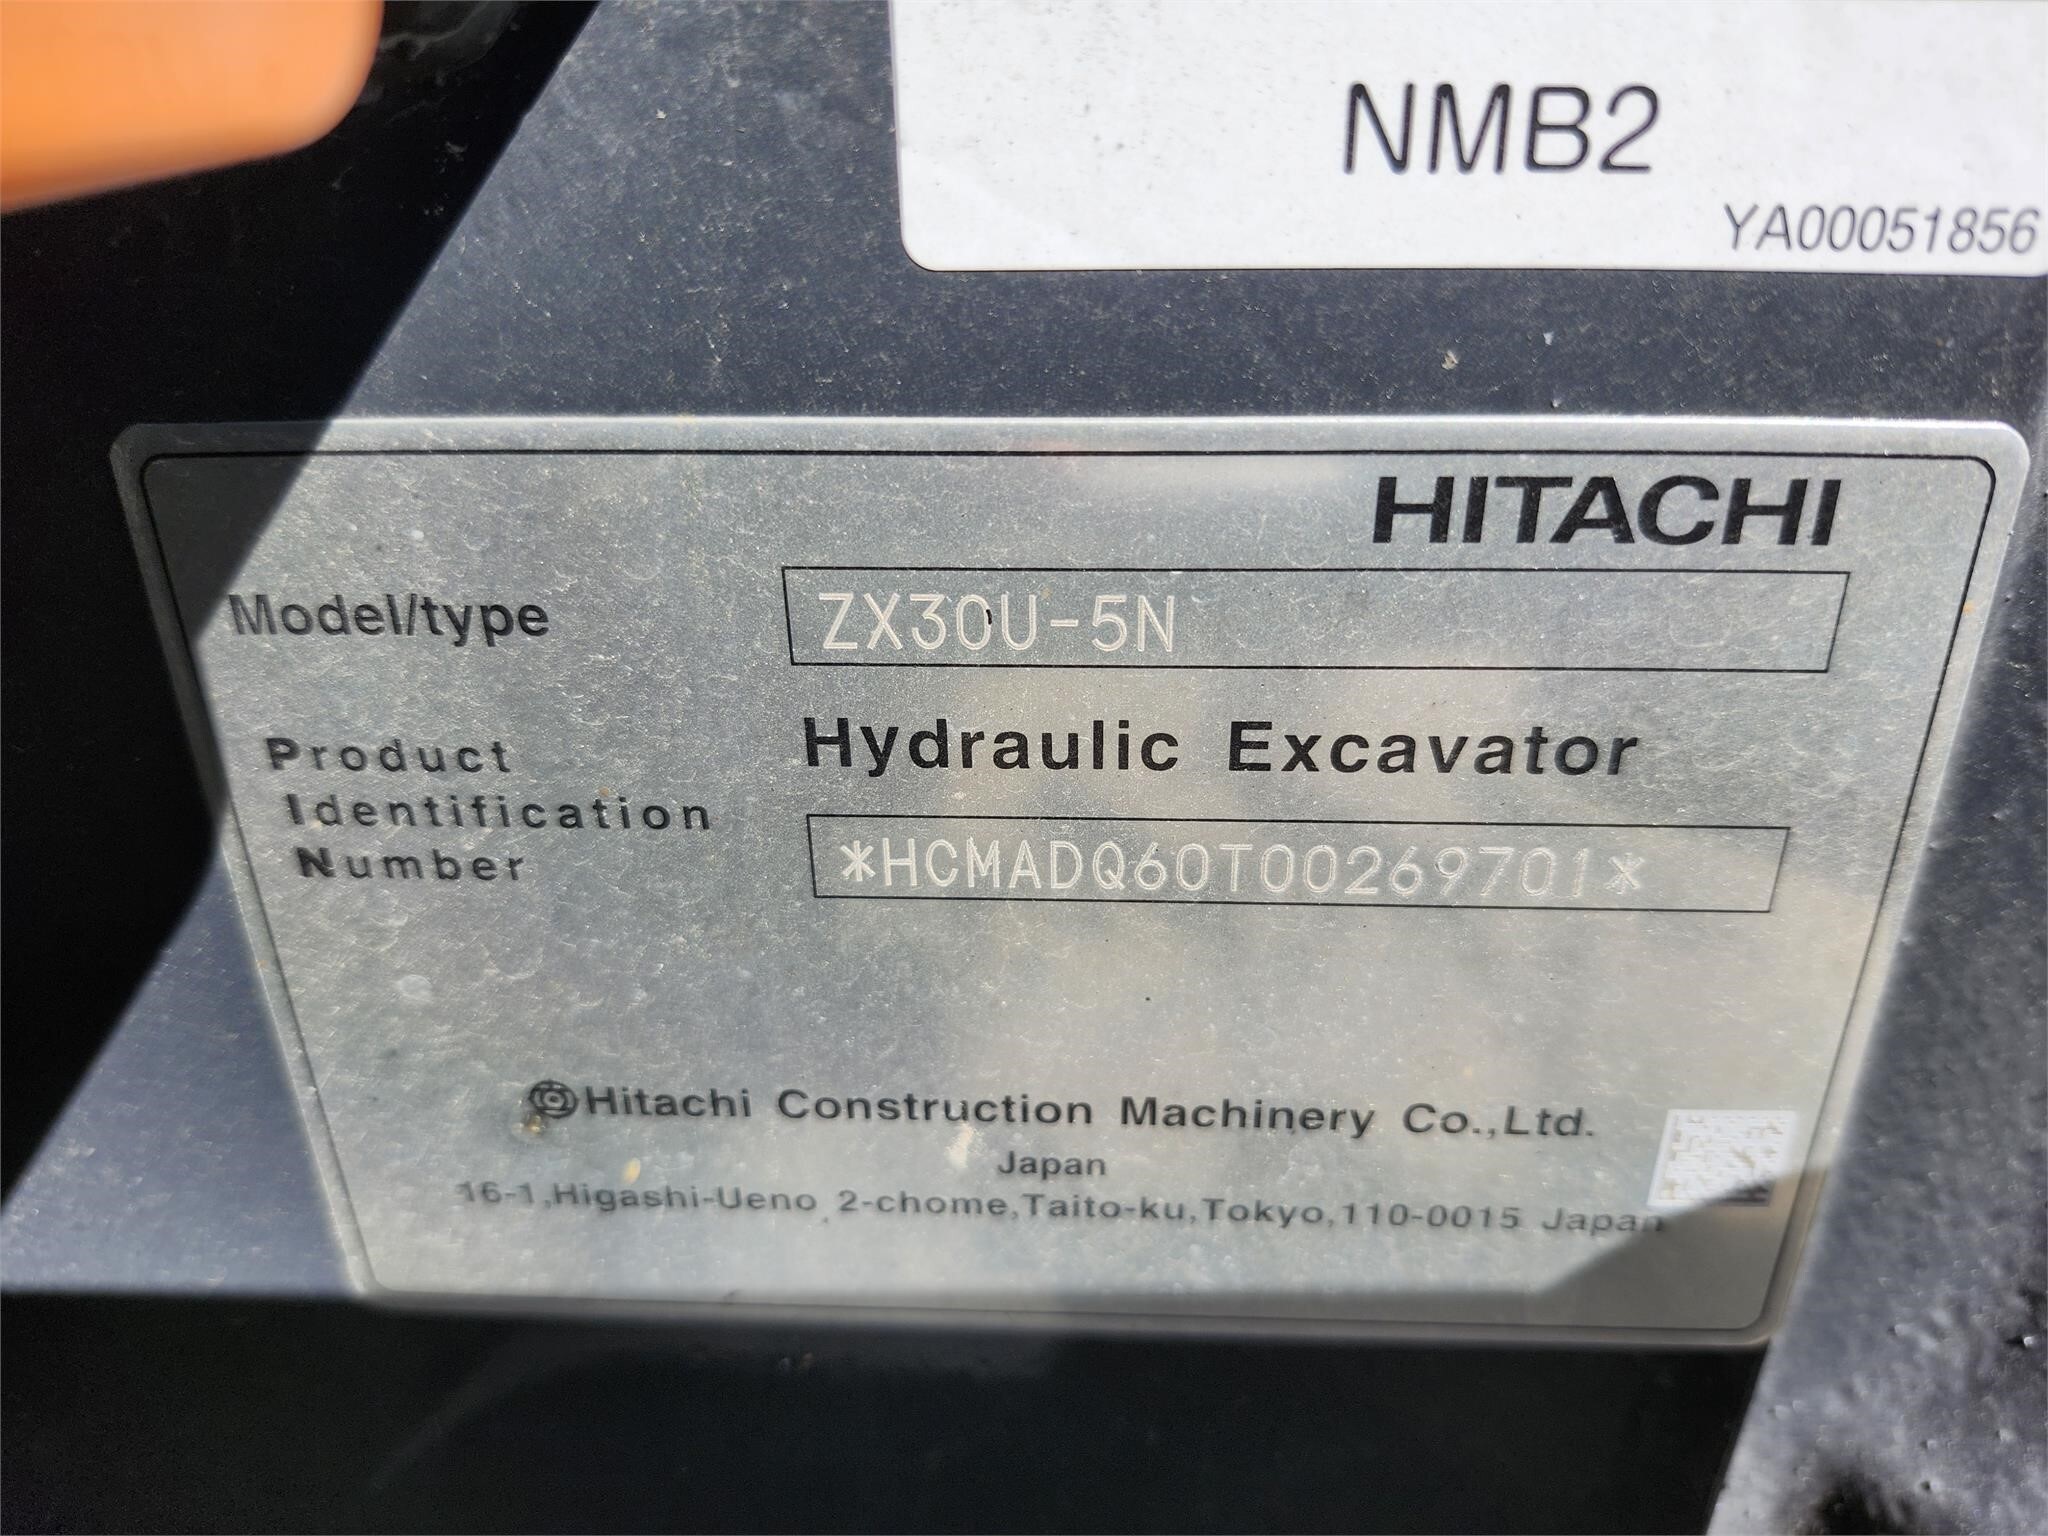 NMB2
YA00051856
HITACHI
Model/type ZX30U-5N
Hydraulic Excavator
Product
Identification
Number
*HCMADQ60T00269701*
Hitachi Construction Machinery Co.,Ltd.
Japan
16-1,Higashi-Ueno 2-chome,Taito-ku,Tokyo,110-0015 Japan